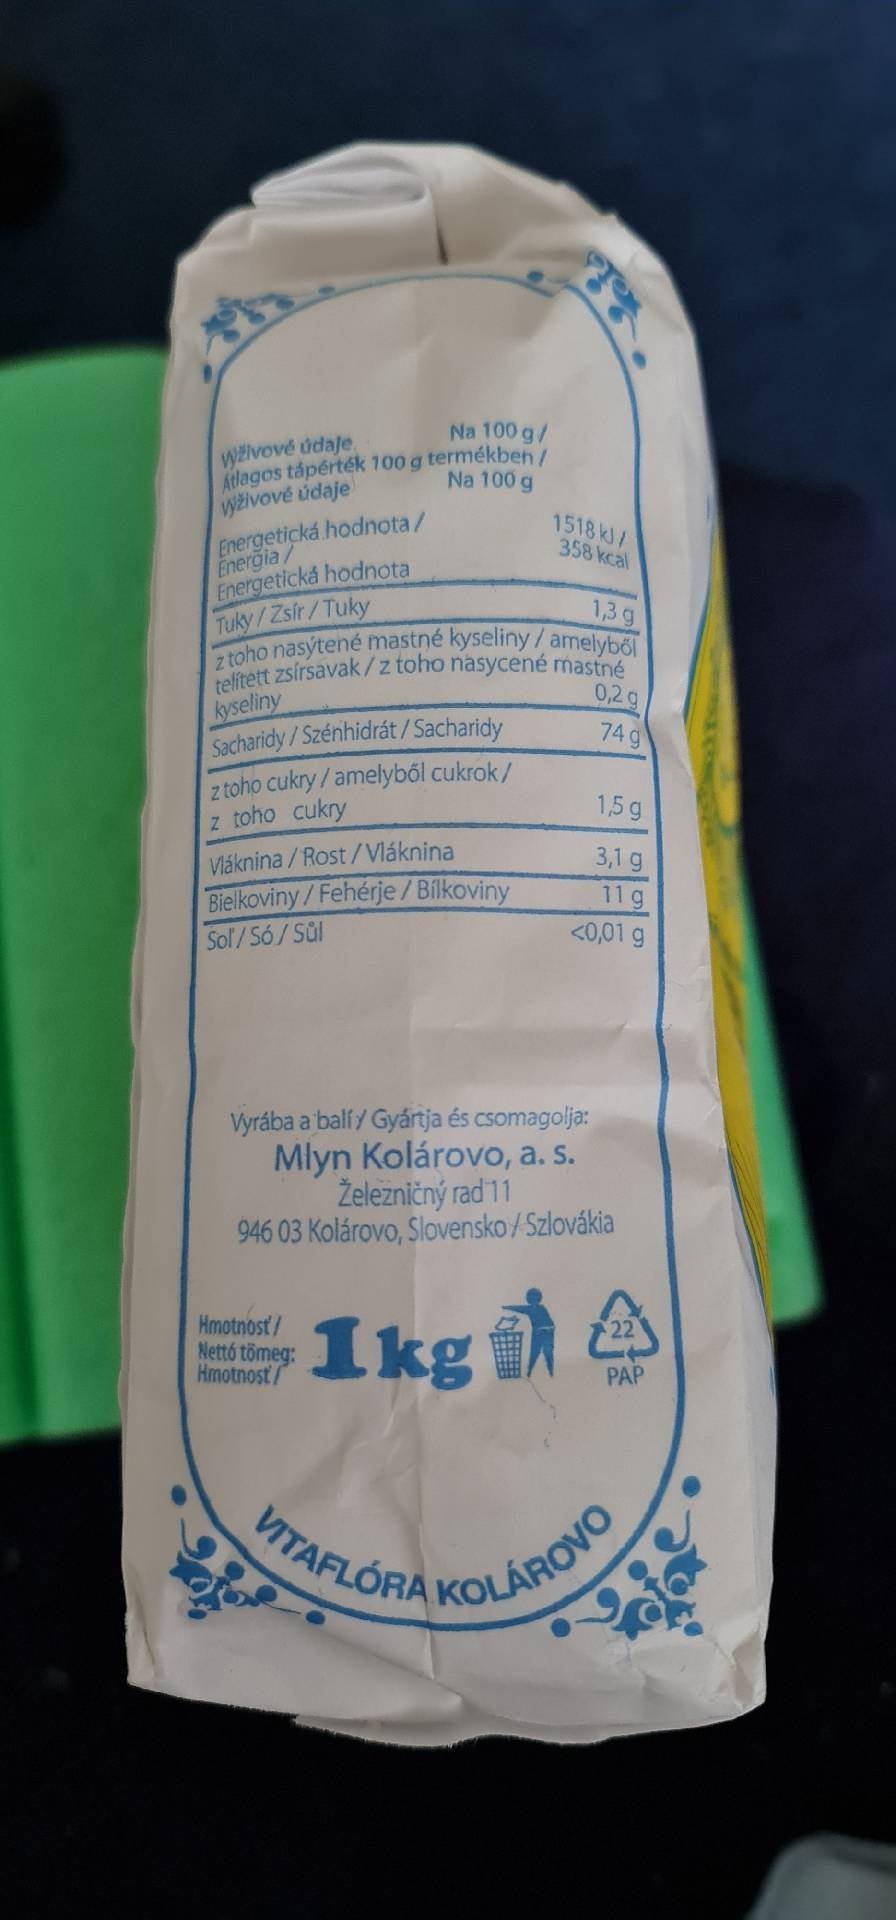 Výživové údaje Na 100 g /
Átlagos tápérték 100 g termékben /
Výživové údaje Na 100 g
Energetická hodnota / 1518 kJ /
Energia / 358 kcal
Energetická hodnota
Tuky / Zsír / Tuky 1,3 g
z toho nasýtené mastné kyseliny / amelyből
telített zsírsavak / z toho nasycené mastné
kyseliny 0,2 g
Sacharidy / Szénhidrát / Sacharidy 74 g
z toho cukry / amelyből cukrok /
z toho cukry 1,5 g
Vláknina / Rost / Vláknina 3,1 g
Bielkoviny / Fehérje / Bílkoviny 11 g
Soľ / Só / Sůl <0,01 g
Vyrába a balí / Gyártja és csomagolja:
Mlyn Kolárovo, a. s.
Železničný rad 11
946 03 Kolárovo, Slovensko / Szlovákia
Hmotnosť /
Nettó tömeg:
Hmotnost /
1 kg
22
PAP
VITAFLÓRA KOLÁROVO